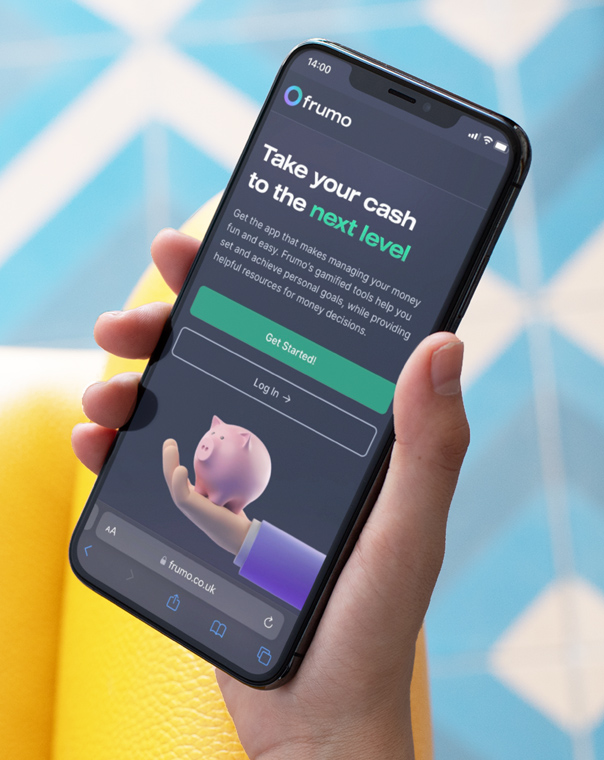 14:00
frumo
Take your cash
to the next level
Get the app that makes managing your money
fun and easy. Frumo's gamified tools help you
set and achieve personal goals, while providing
helpful resources for money decisions.
Get Started!
Log In →
AA
frumo.co.uk